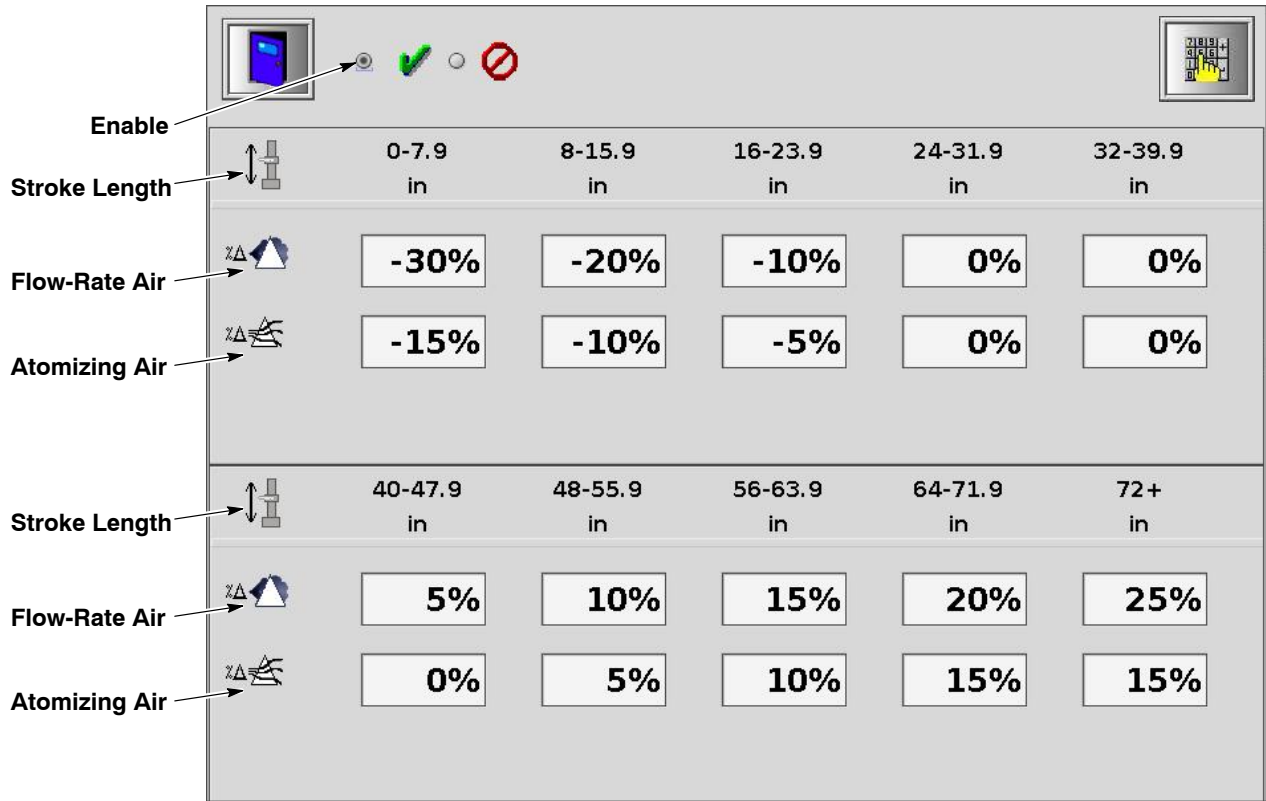 Enable
Stroke Length
0-7.9 8-15.9 16-23.9 24-31.9 32-39.9
in in in in in
Flow-Rate Air
%Δ -30% -20% -10% 0% 0%
Atomizing Air
%Δ -15% -10% -5% 0% 0%
Stroke Length
40-47.9 48-55.9 56-63.9 64-71.9 72+
in in in in in
Flow-Rate Air
%Δ 5% 10% 15% 20% 25%
Atomizing Air
%Δ 0% 5% 10% 15% 15%